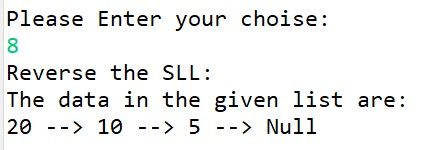 Please Enter your choise:
8
Reverse the SLL:
The data in the given list are:
20 --> 10 --> 5 --> Null